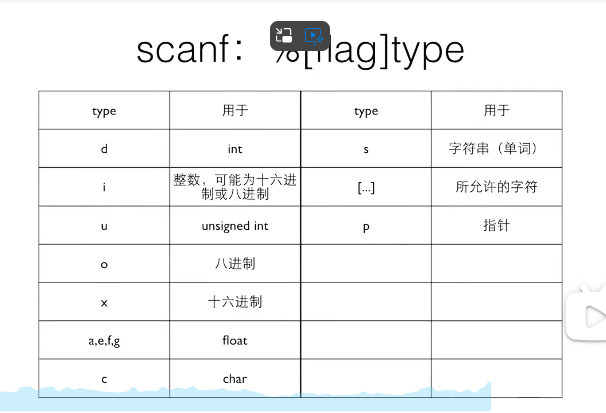 scanf: %[flag]type
type 用于 type 用于
d int s 字符串（单词）
i 整数，可能为十六进
制或八进制 [...] 所允许的字符
u unsigned int p 指针
o 八进制
x 十六进制
a,e,f,g float
c char